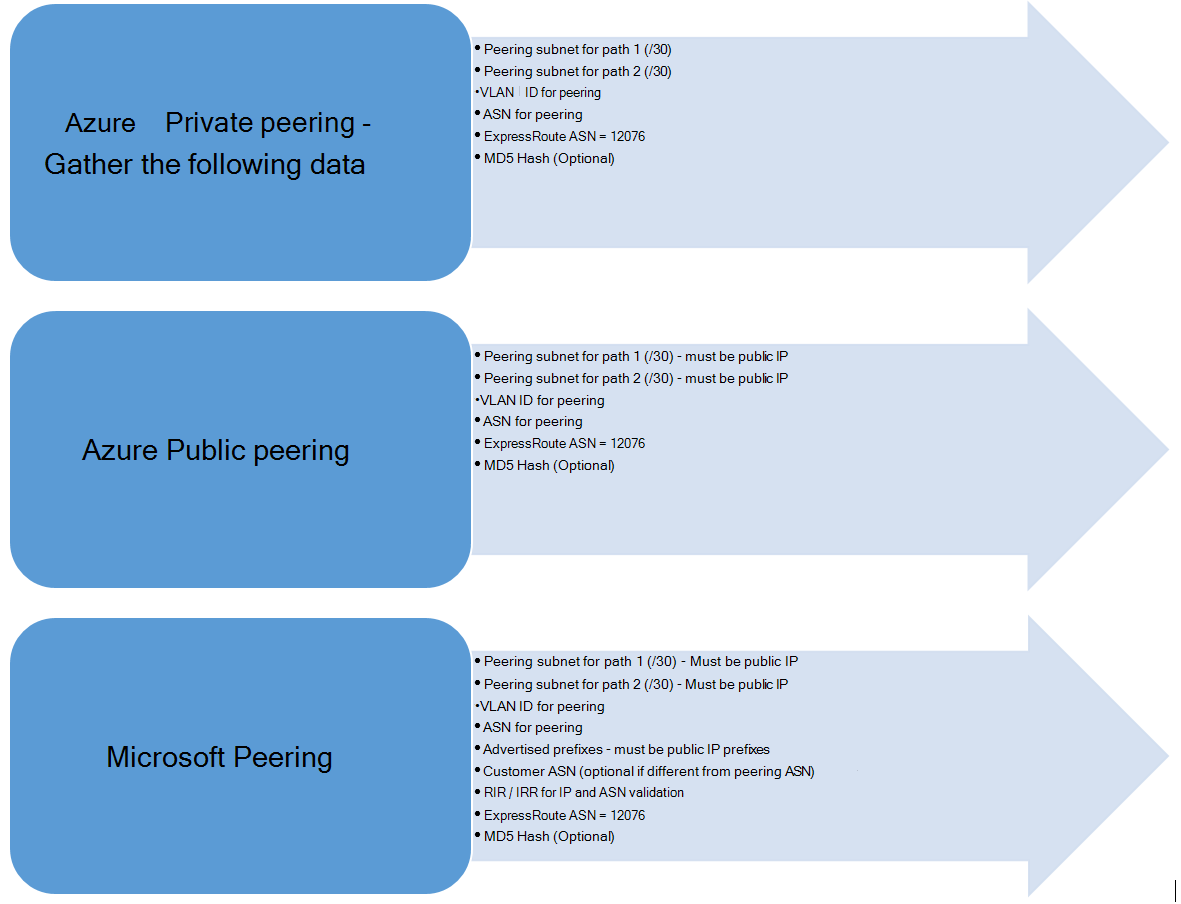 Azure Private peering -
Gather the following data
• Peering subnet for path 1 (/30)
• Peering subnet for path 2 (/30)
•VLAN ID for peering
• ASN for peering
• ExpressRoute ASN = 12076
• MD5 Hash (Optional)
Azure Public peering
• Peering subnet for path 1 (/30) - must be public IP
• Peering subnet for path 2 (/30) - must be public IP
•VLAN ID for peering
• ASN for peering
• ExpressRoute ASN = 12076
• MD5 Hash (Optional)
Microsoft Peering
• Peering subnet for path 1 (/30) - Must be public IP
• Peering subnet for path 2 (/30) - Must be public IP
•VLAN ID for peering
• ASN for peering
• Advertised prefixes - must be public IP prefixes
• Customer ASN (optional if different from peering ASN)
• RIR / IRR for IP and ASN validation
• ExpressRoute ASN = 12076
• MD5 Hash (Optional)